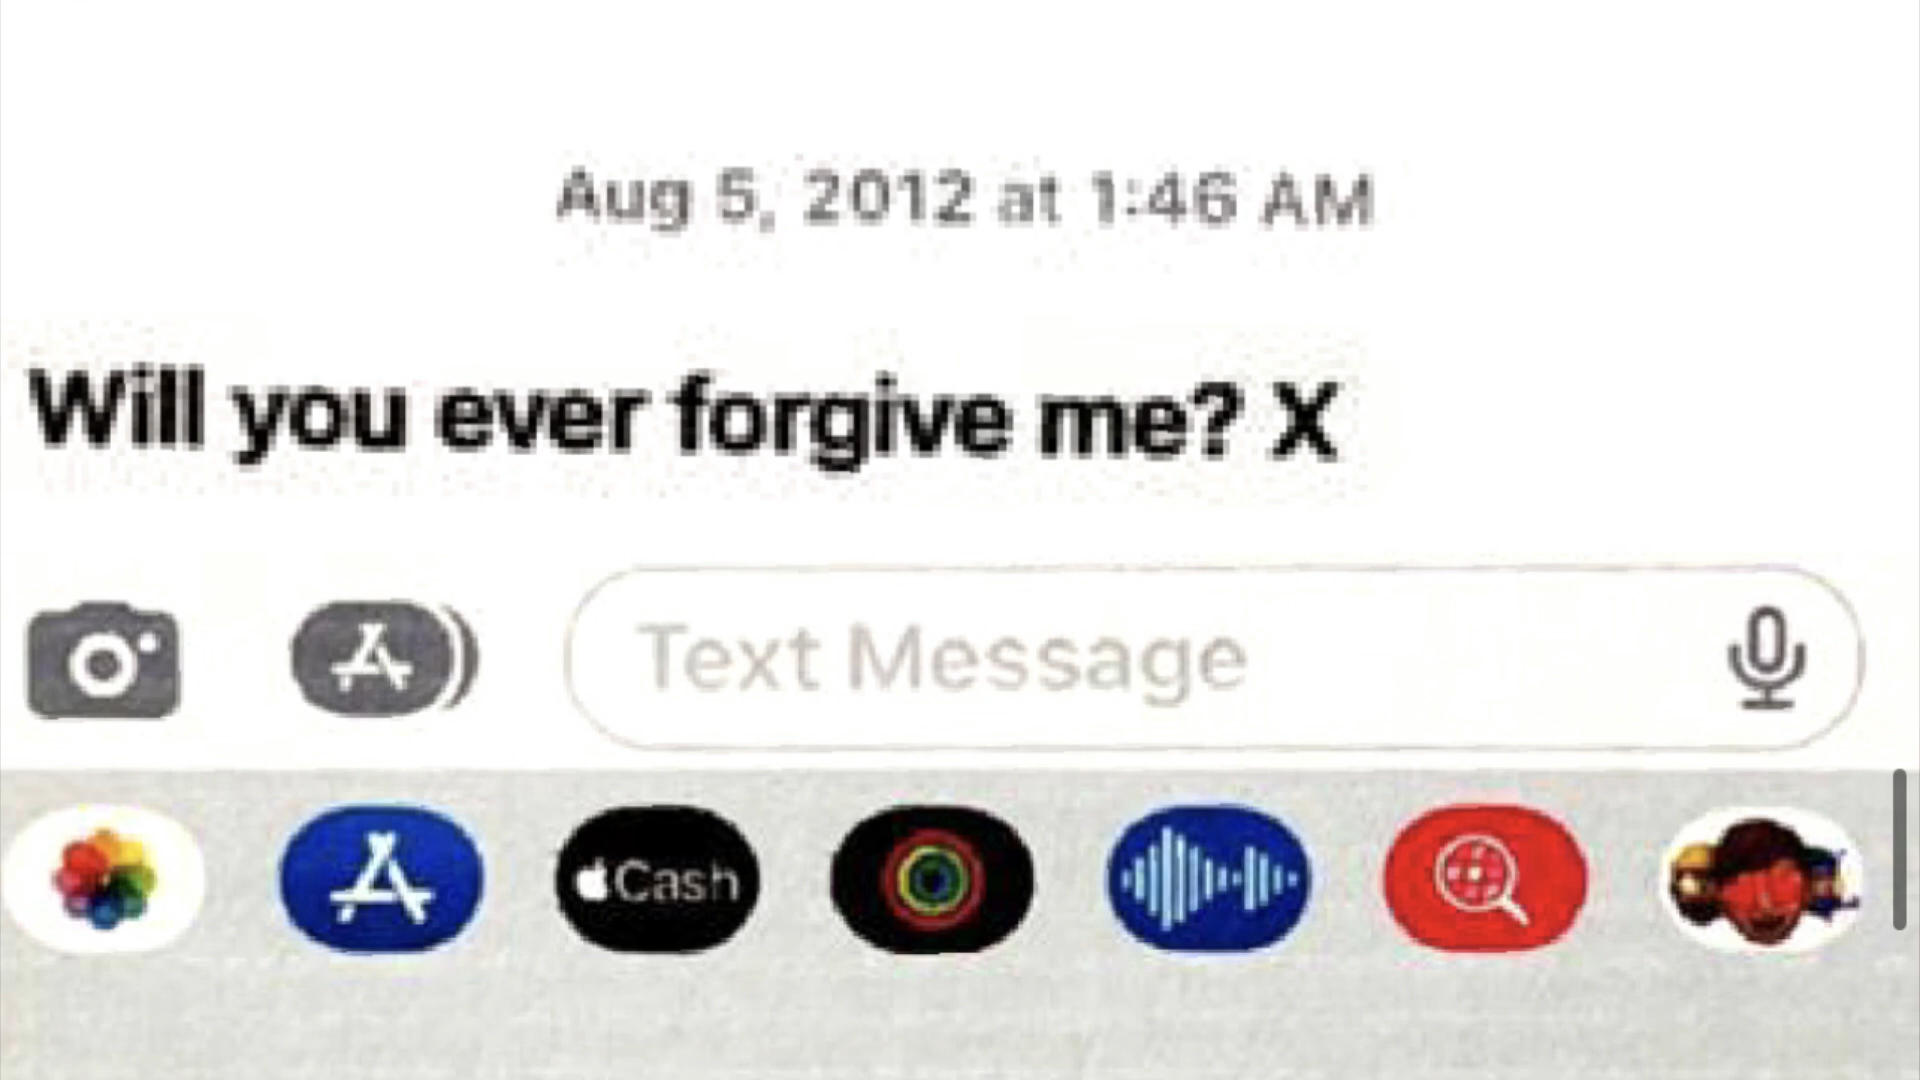 Aug 5, 2012 at 1:46 AM
Will you ever forgive me? X
Text Message
Cash